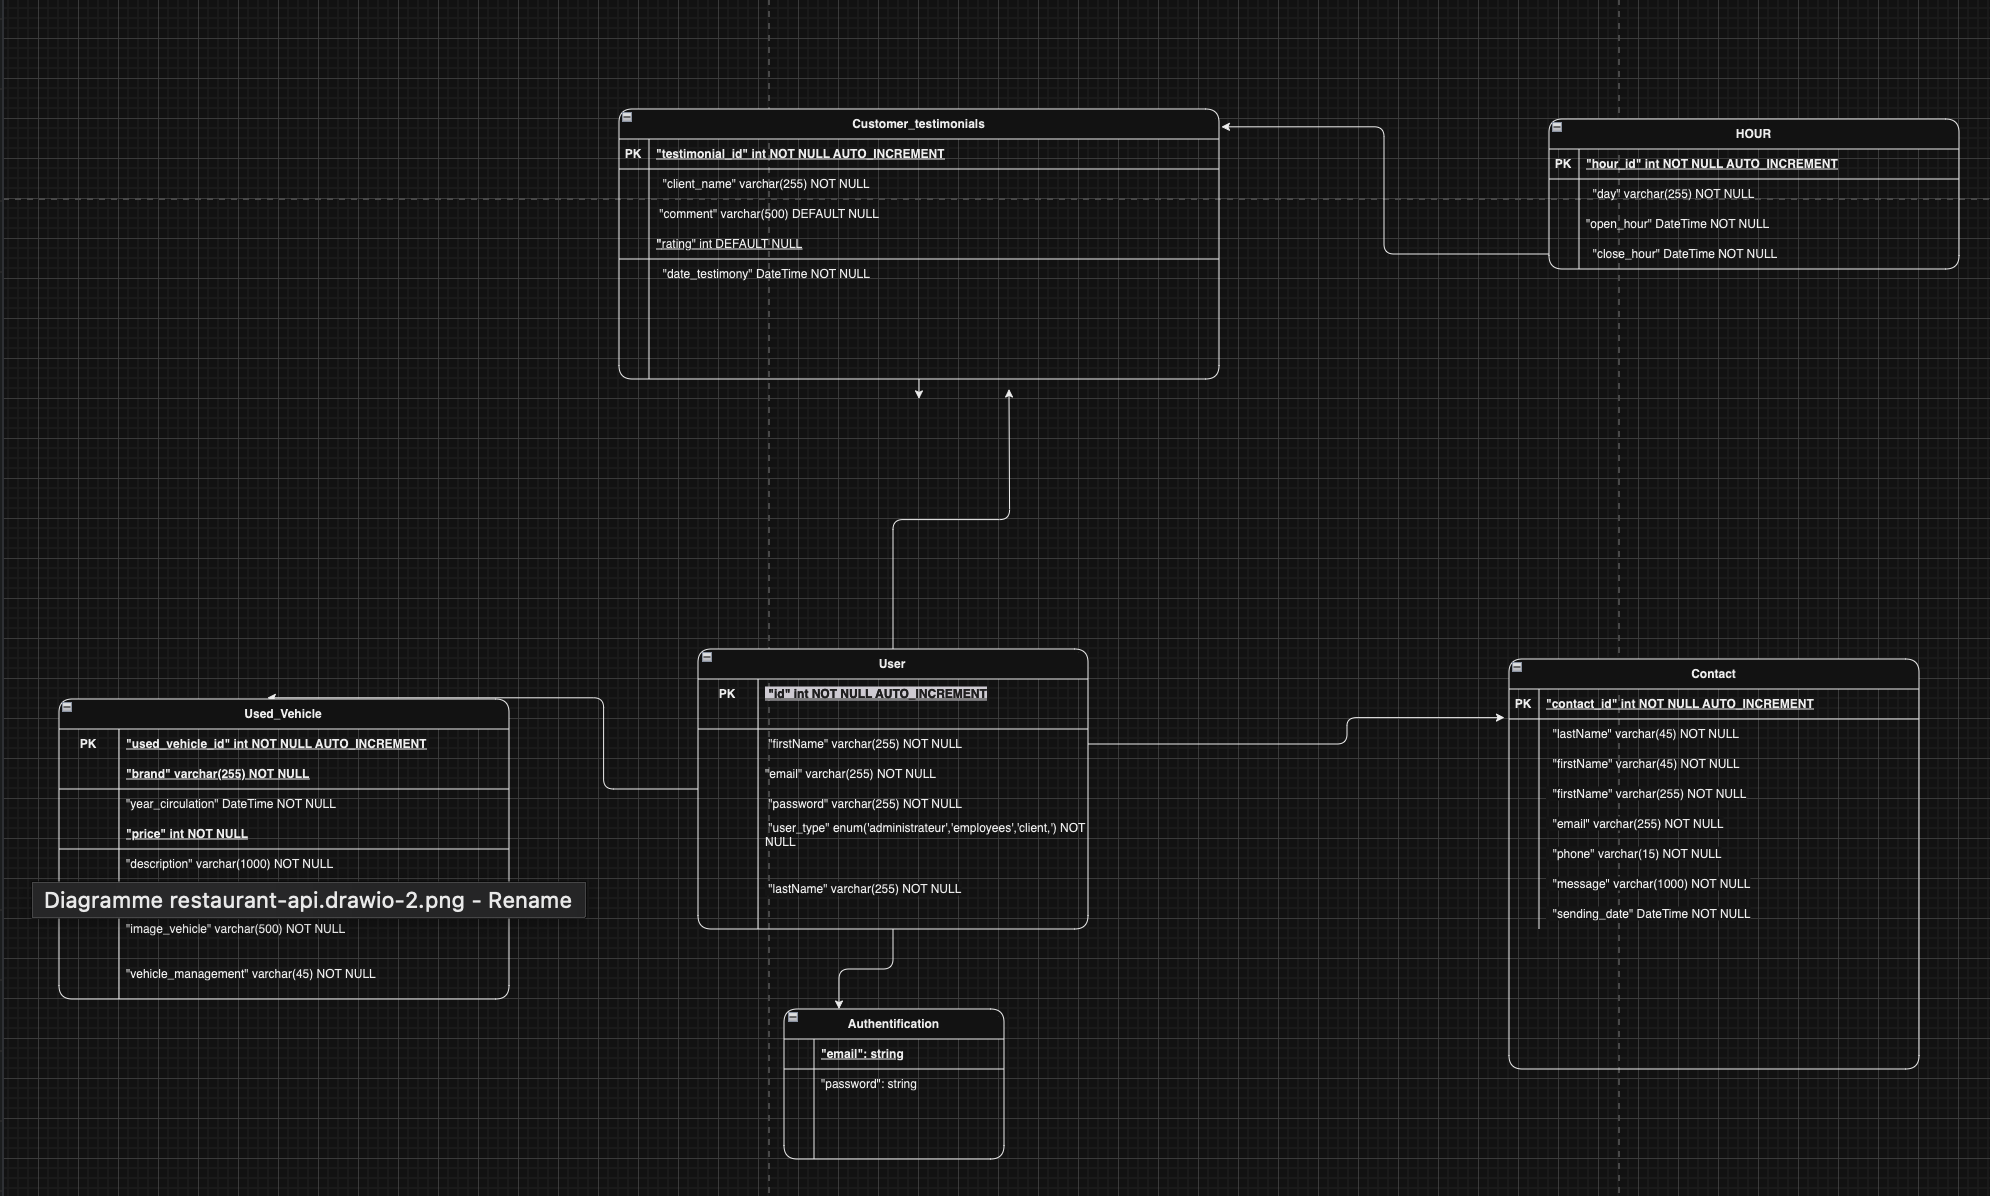 Customer_testimonials
PK "testimonial_id" int NOT NULL AUTO_INCREMENT
"client_name" varchar(255) NOT NULL
"comment" varchar(500) DEFAULT NULL
"rating" int DEFAULT NULL
"date_testimony" DateTime NOT NULL
HOUR
PK "hour_id" int NOT NULL AUTO_INCREMENT
"day" varchar(255) NOT NULL
"open_hour" DateTime NOT NULL
"close_hour" DateTime NOT NULL
Used_Vehicle
PK "used_vehicle_id" int NOT NULL AUTO_INCREMENT
"brand" varchar(255) NOT NULL
"year_circulation" DateTime NOT NULL
"price" int NOT NULL
"description" varchar(1000) NOT NULL
Diagramme restaurant-api.drawio-2.png - Rename
"image_vehicle" varchar(500) NOT NULL
"vehicle_management" varchar(45) NOT NULL
User
PK "id" int NOT NULL AUTO_INCREMENT
"firstName" varchar(255) NOT NULL
"email" varchar(255) NOT NULL
"password" varchar(255) NOT NULL
"user_type" enum('administrateur','employees','client,') NOT
NULL
"lastName" varchar(255) NOT NULL
Contact
PK "contact_id" int NOT NULL AUTO_INCREMENT
"lastName" varchar(45) NOT NULL
"firstName" varchar(45) NOT NULL
"firstName" varchar(255) NOT NULL
"email" varchar(255) NOT NULL
"phone" varchar(15) NOT NULL
"message" varchar(1000) NOT NULL
"sending_date" DateTime NOT NULL
Authentification
"email": string
"password": string